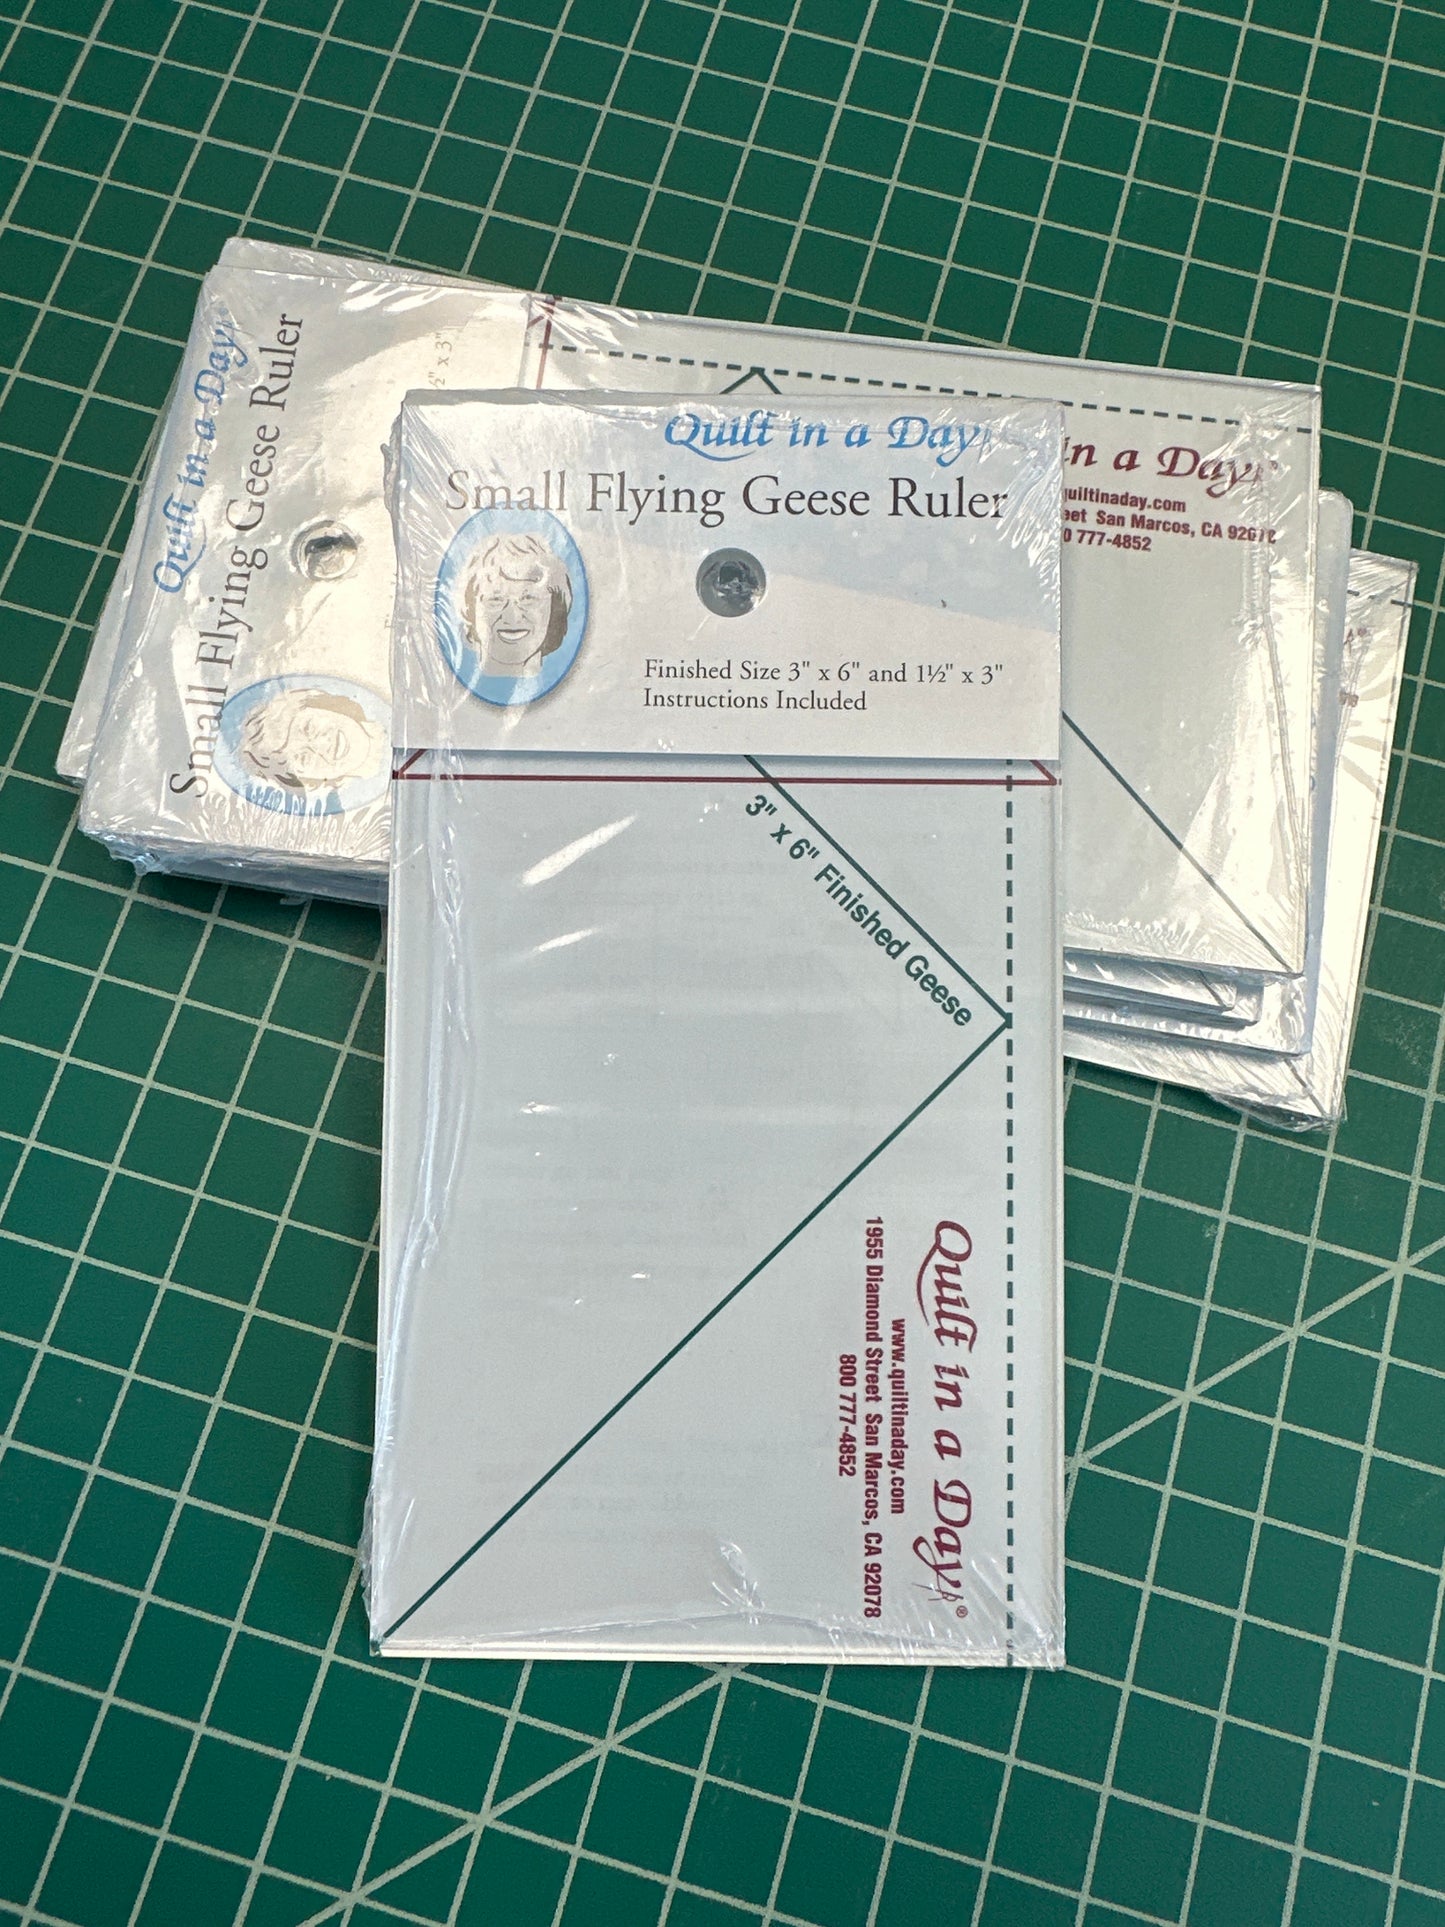 Quilt in a Day
Small Flying Geese Ruler
Finished Size 3" x 6" and 1½" x 3"
Instructions Included
3" x 6" Finished Geese
Quilt in a Day®
www.quiltinaday.com
1955 Diamond Street San Marcos, CA 92078
800 777-4852
Quilt in a Day
Small Flying Geese Ruler
x 3"
in a Day
quiltinaday.com
San Marcos, CA
777-4852